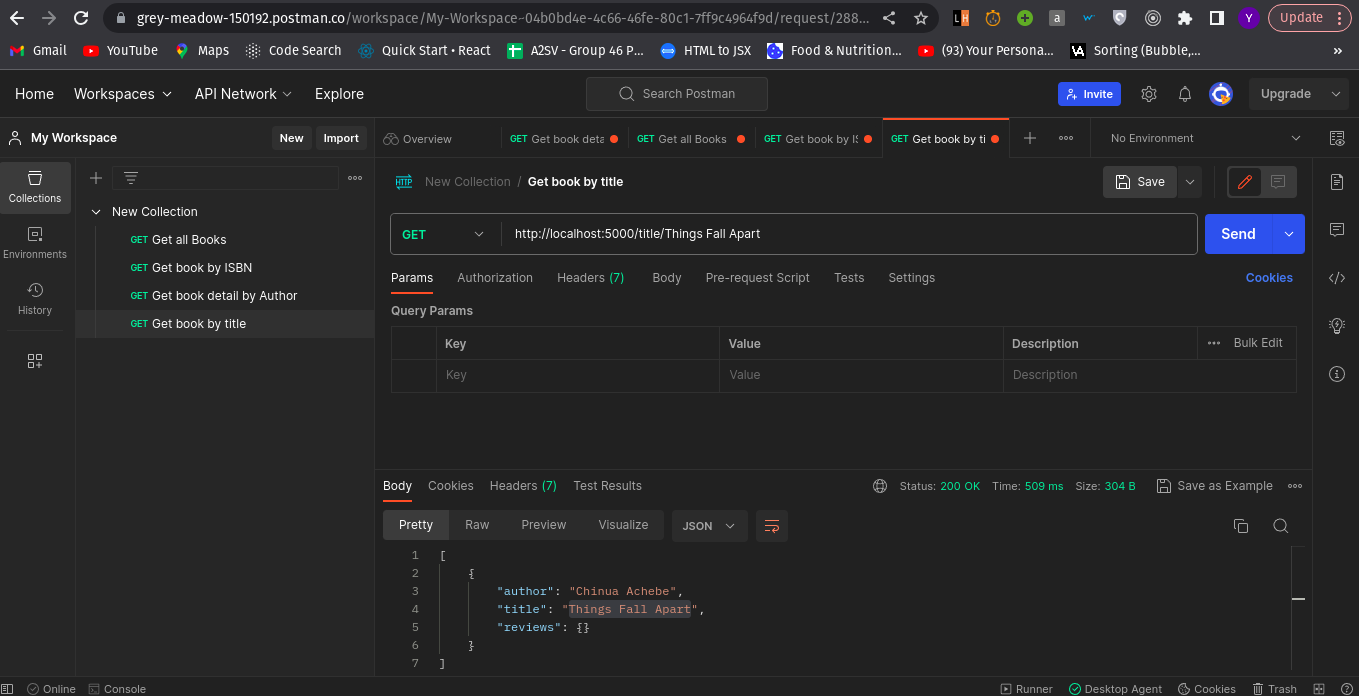 grey-meadow-150192.postman.co/workspace/My-Workspace~04b0bd4e-4c66-46fe-80c1-7ff9c4964f9d/request/288...
LH
a
Y
Update
Gmail
YouTube
Maps
Code Search
Quick Start • React
A2SV - Group 46 P...
HTML to JSX
Food & Nutrition...
(93) Your Persona...
VA
Sorting (Bubble,...
»
Home
Workspaces
API Network
Explore
Search Postman
Invite
Upgrade
My Workspace
New
Import
Overview
GET Get book deta
GET Get all Books
GET Get book by IS
GET Get book by ti
No Environment
Collections
Environments
History
New Collection
GET Get all Books
GET Get book by ISBN
GET Get book detail by Author
GET Get book by title
HTTP
New Collection / Get book by title
Save
GET
http://localhost:5000/title/Things Fall Apart
Send
Params
Authorization
Headers (7)
Body
Pre-request Script
Tests
Settings
Cookies
Query Params
Key
Value
Description
Bulk Edit
Key
Value
Description
Body
Cookies
Headers (7)
Test Results
Status: 200 OK
Time: 509 ms
Size: 304 B
Save as Example
Pretty
Raw
Preview
Visualize
JSON
1 [
2 {
3 "author": "Chinua Achebe",
4 "title": "Things Fall Apart",
5 "reviews": {}
6 }
7 ]
Online
Console
Runner
Desktop Agent
Cookies
Trash